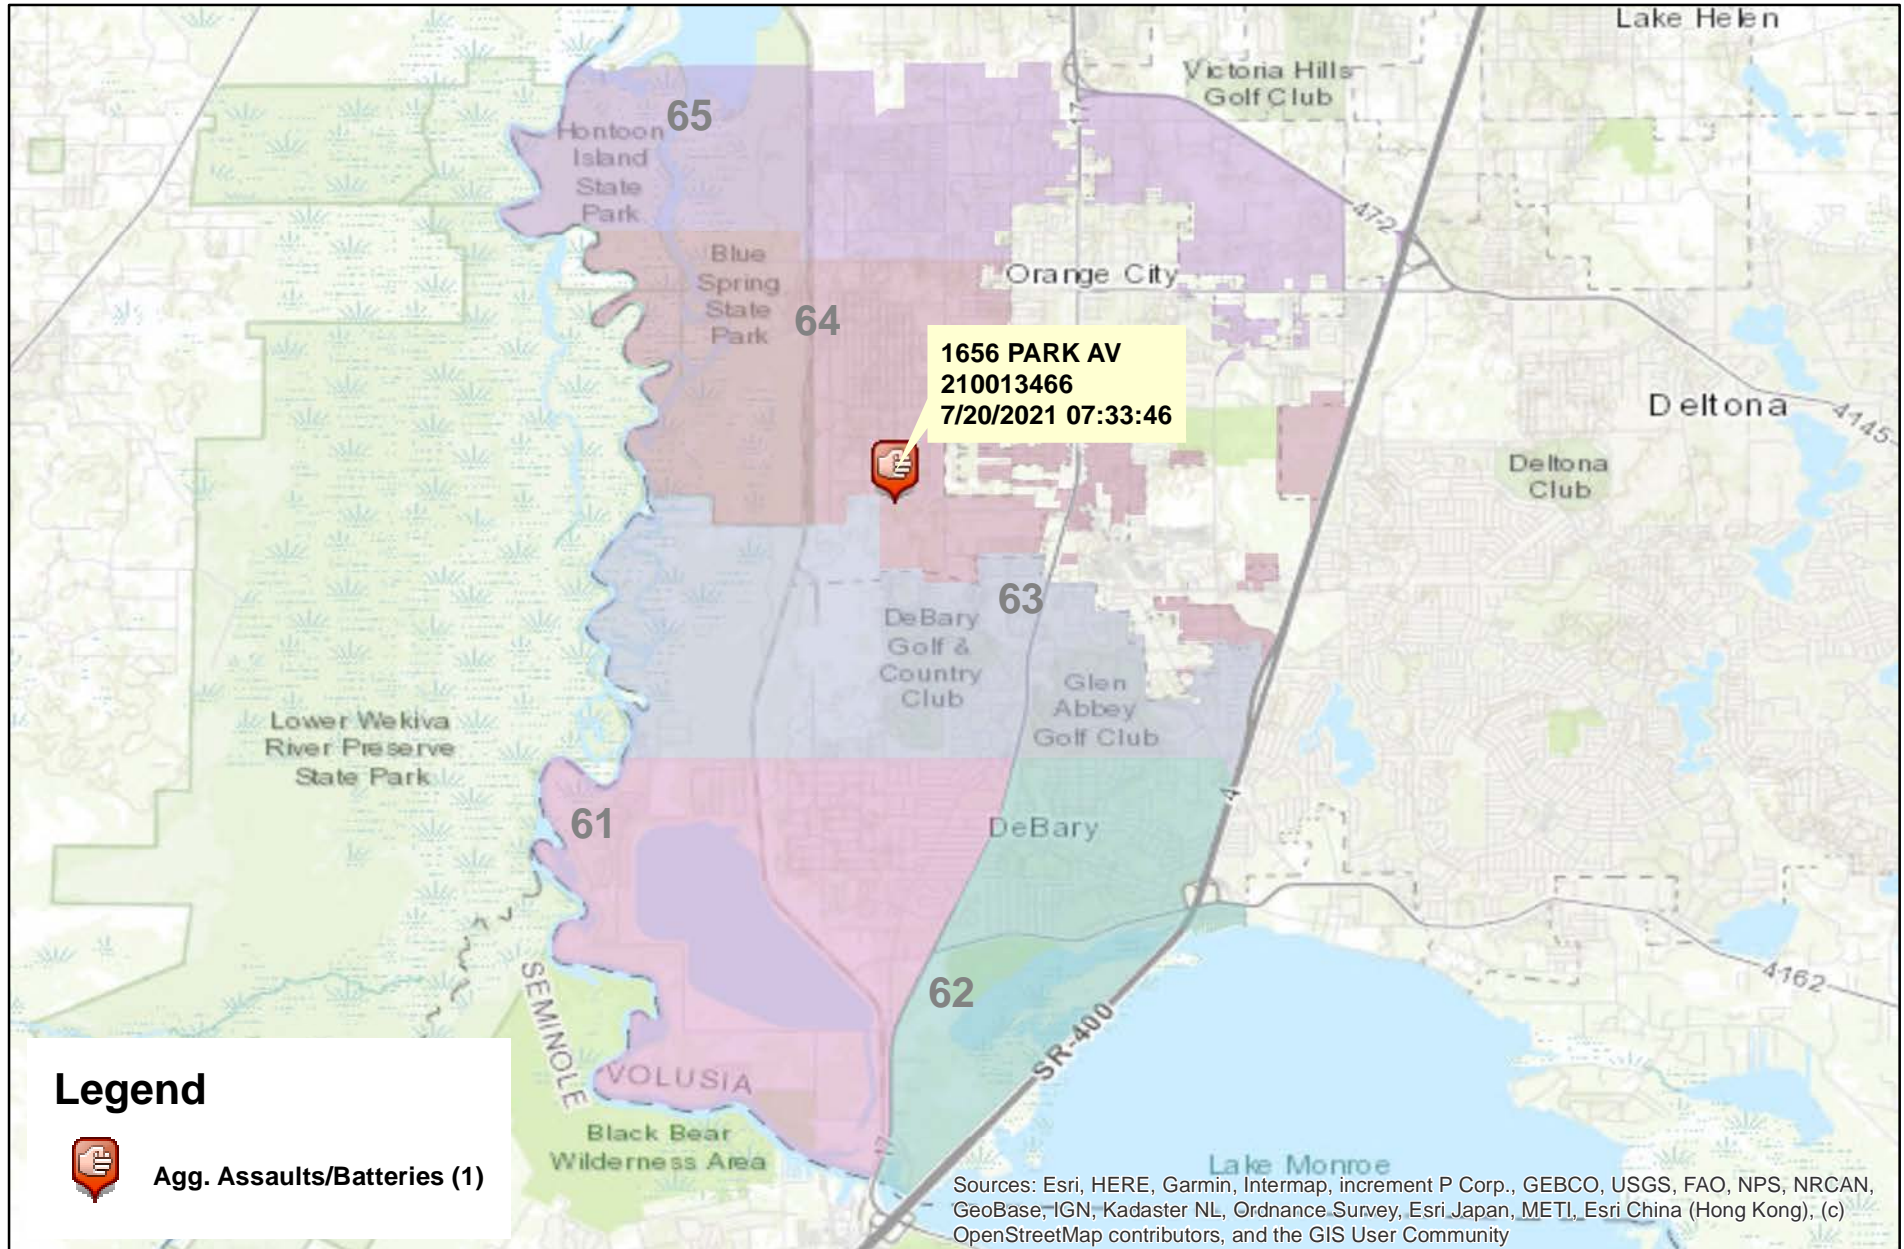 Lake Helen
Victoria Hills
Golf Club
17
65
Hontoon
Island
State
Park
472
Blue
Spring
State
Park
Orange City
64
1656 PARK AV
210013466
7/20/2021 07:33:46
Deltona
4145
Deltona
Club
63
DeBary
Golf &
Country
Club
Glen
Abbey
Golf Club
Lower Wekiva
River Preserve
State Park
4
61
DeBary
62
4162
SEMINOLE
SR-400
VOLUSIA
17
Black Bear
Wilderness Area
Lake Monroe
Legend
Agg. Assaults/Batteries (1)
Sources: Esri, HERE, Garmin, Intermap, increment P Corp., GEBCO, USGS, FAO, NPS, NRCAN,
GeoBase, IGN, Kadaster NL, Ordnance Survey, Esri Japan, METI, Esri China (Hong Kong), (c)
OpenStreetMap contributors, and the GIS User Community